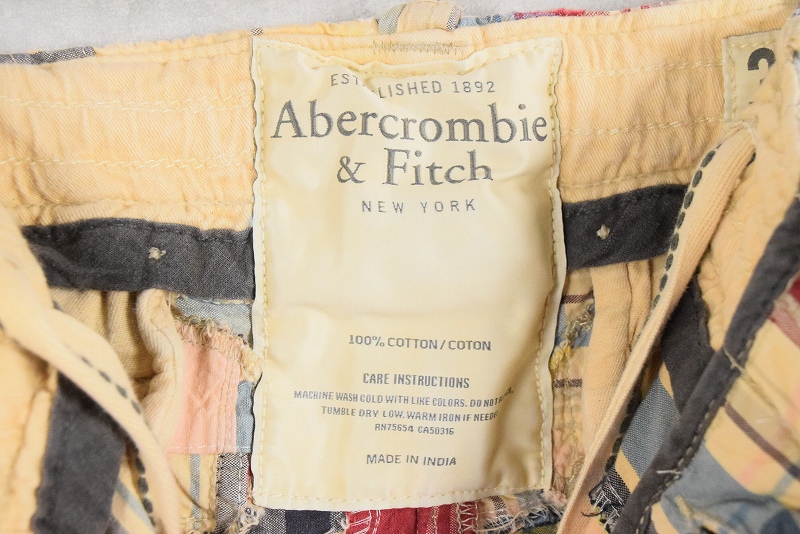 ESTABLISHED 1892
Abercrombie
& Fitch
NEW YORK
100% COTTON/COTON
CARE INSTRUCTIONS
MACHINE WASH COLD WITH LIKE COLORS. DO NOT
TUMBLE DRY LOW. WARM IRON IF NEEDED
RN75654 CA50316
MADE IN INDIA